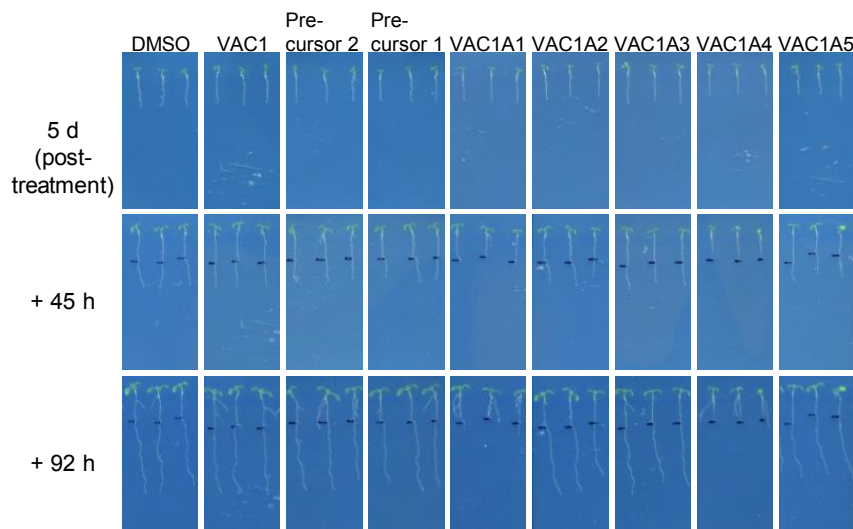 DMSO VAC1 Pre- Pre- VAC1A1 VAC1A2 VAC1A3 VAC1A4 VAC1A5
cursor 2 cursor 1
5 d
(post-
treatment)
+ 45 h
+ 92 h